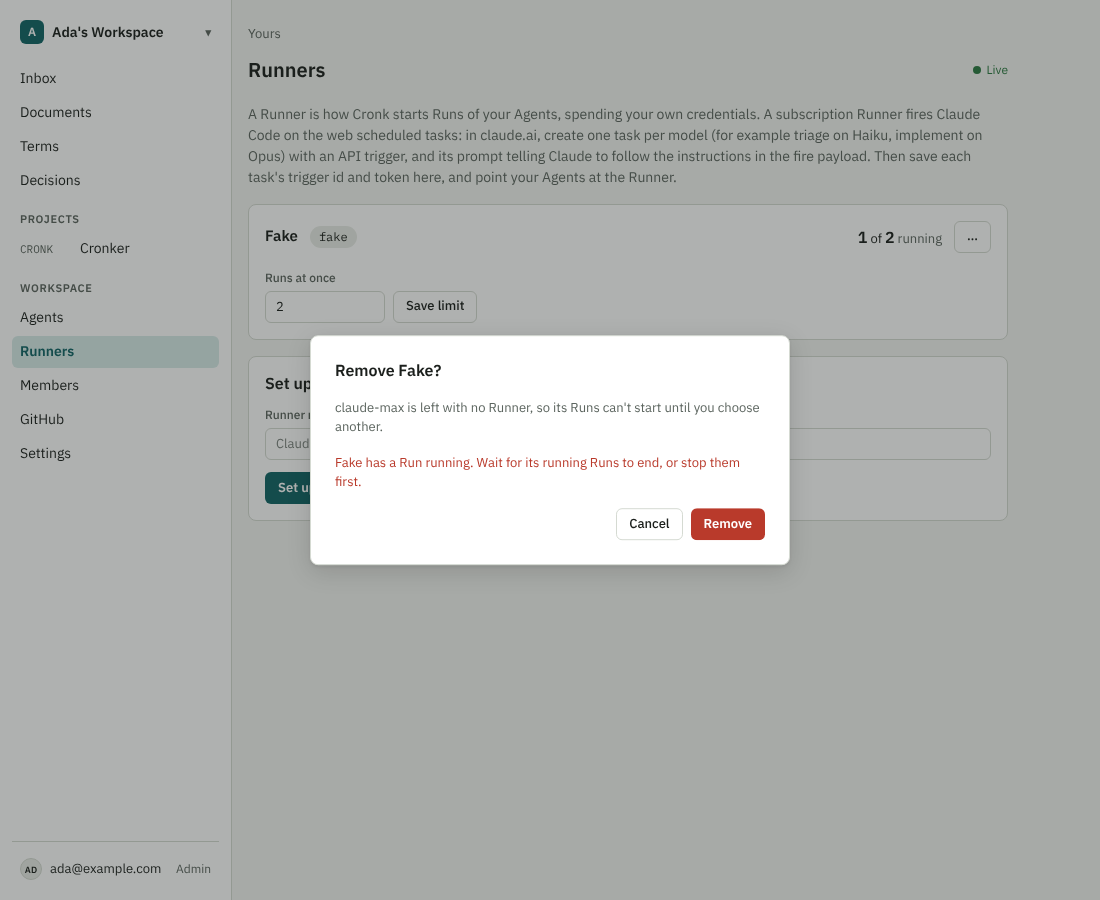 A Ada's Workspace ▾
Inbox
Documents
Terms
Decisions
PROJECTS
CRONK Cronker
WORKSPACE
Agents
Runners
Members
GitHub
Settings
AD ada@example.com Admin
Yours
Runners
Live
A Runner is how Cronk starts Runs of your Agents, spending your own credentials. A subscription Runner fires Claude
Code on the web scheduled tasks: in claude.ai, create one task per model (for example triage on Haiku, implement on
Opus) with an API trigger, and its prompt telling Claude to follow the instructions in the fire payload. Then save each
task's trigger id and token here, and point your Agents at the Runner.
Fake fake
1 of 2 running ...
Runs at once
2
Save limit
Set up
Runner
Claud
Set u
Remove Fake?
claude-max is left with no Runner, so its Runs can't start until you choose
another.
Fake has a Run running. Wait for its running Runs to end, or stop them
first.
Cancel
Remove